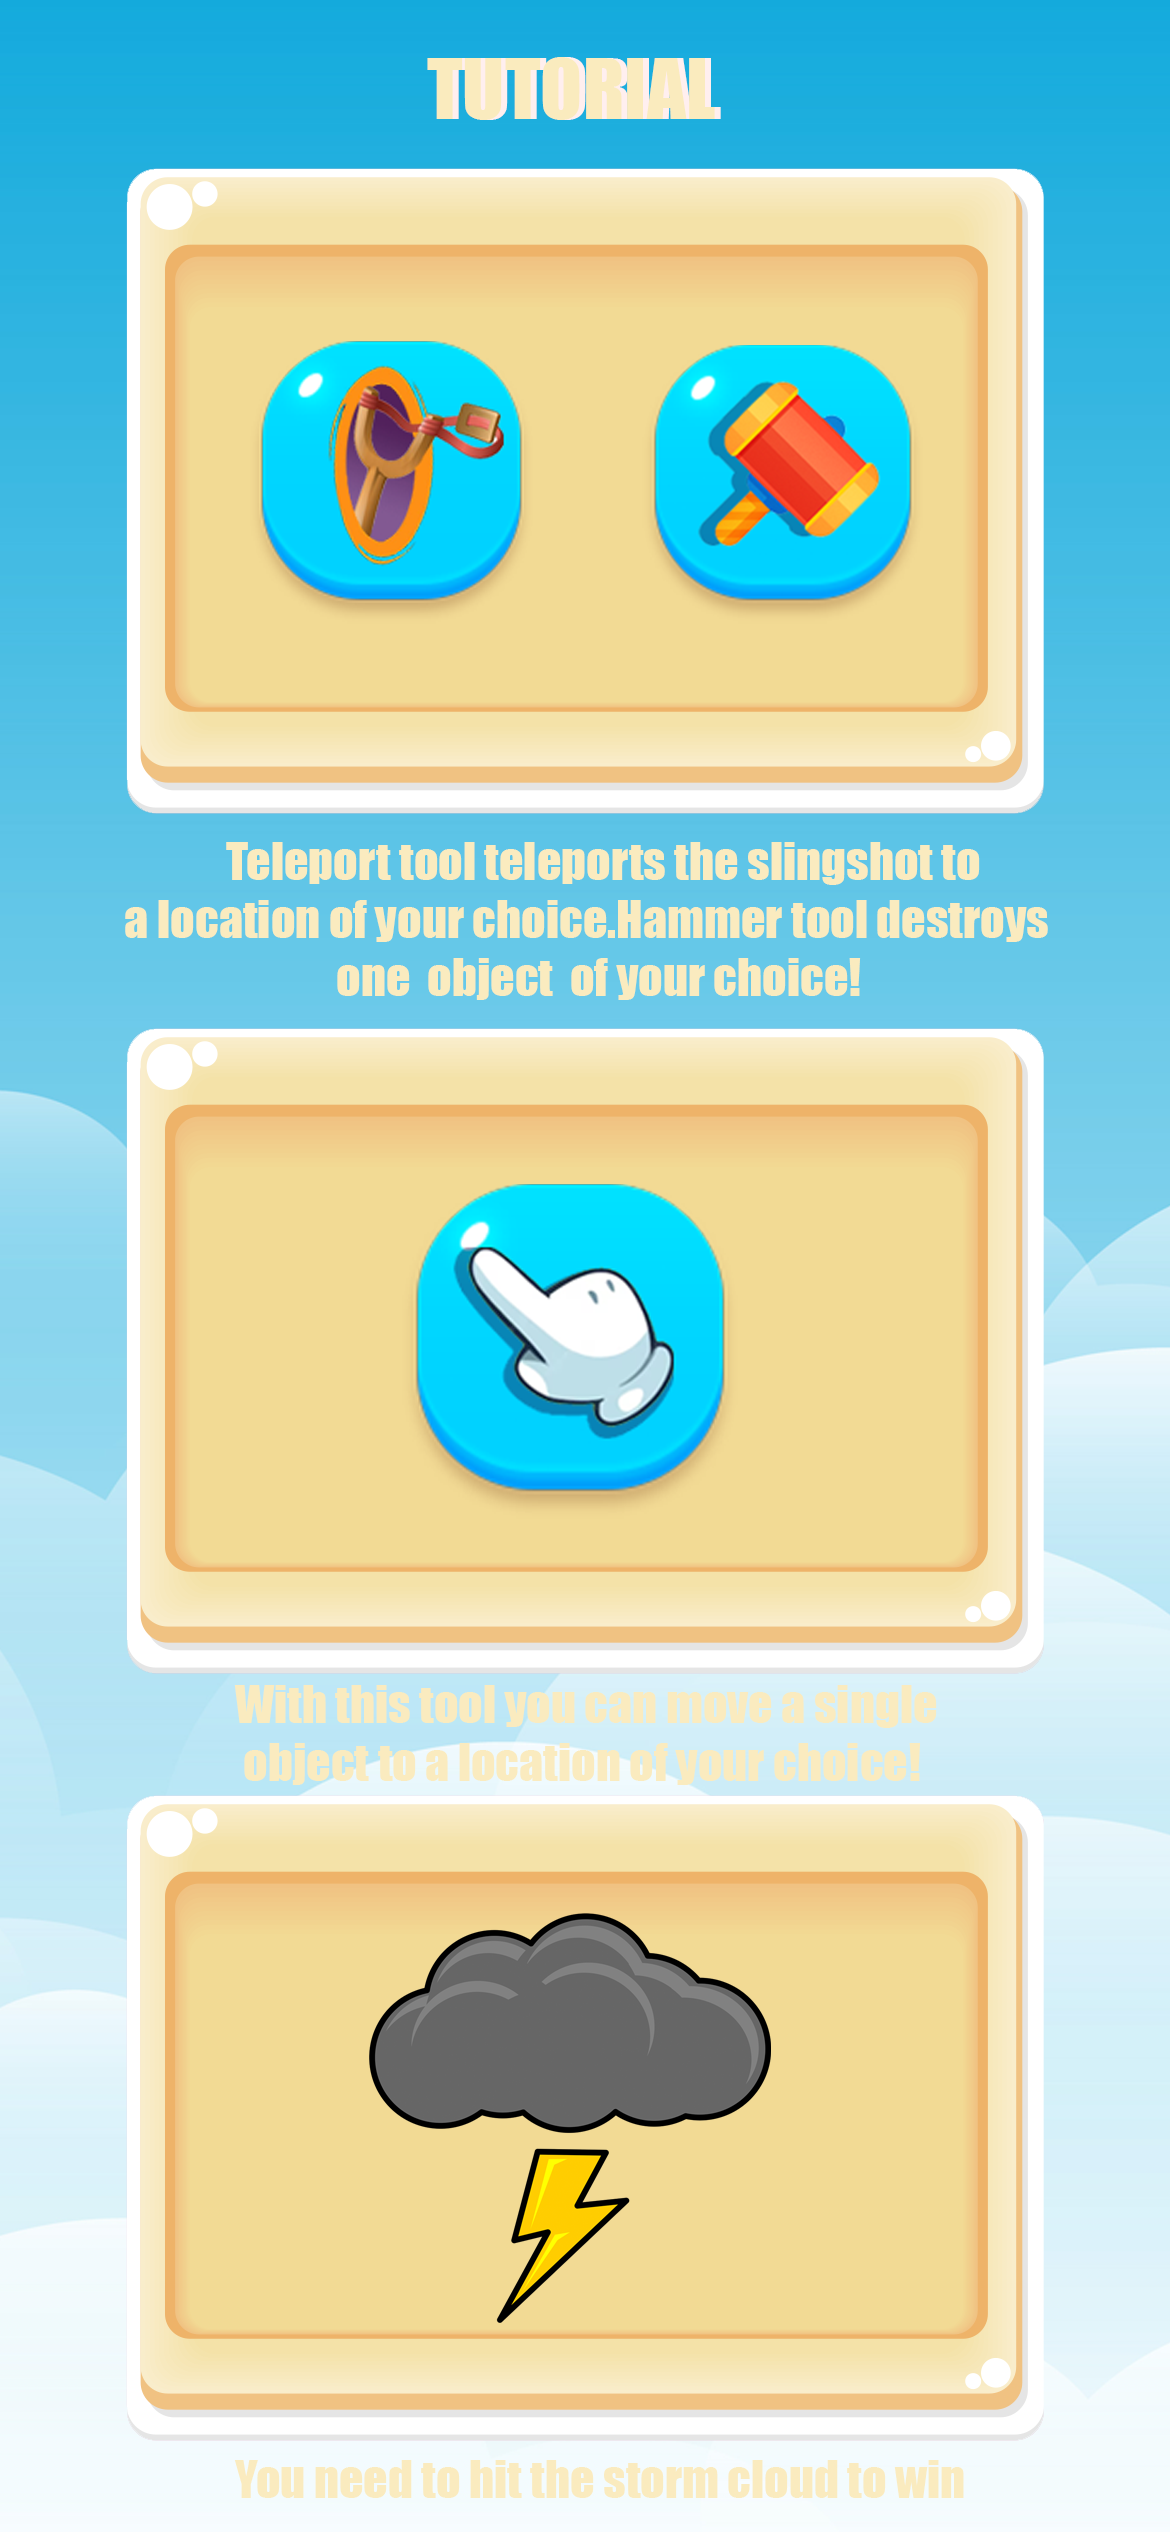 TUTORIAL
Teleport tool teleports the slingshot to
a location of your choice.Hammer tool destroys
one object of your choice!
With this tool you can move a single
object to a location of your choice!
You need to hit the storm cloud to win